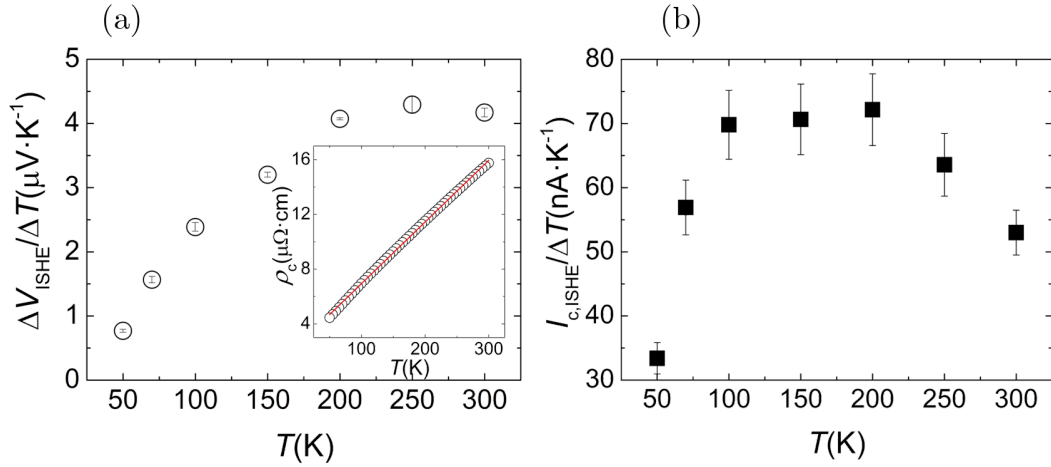 (a)
(b)
ΔV_ISHE/ΔT(μV·K⁻¹)
5
4
3
2
1
0
50 100 150 200 250 300
T(K)
ρ_c(μΩ·cm)
16
12
8
4
100 200 300
T(K)
I_c,ISHE/ΔT(nA·K⁻¹)
80
70
60
50
40
30
50 100 150 200 250 300
T(K)